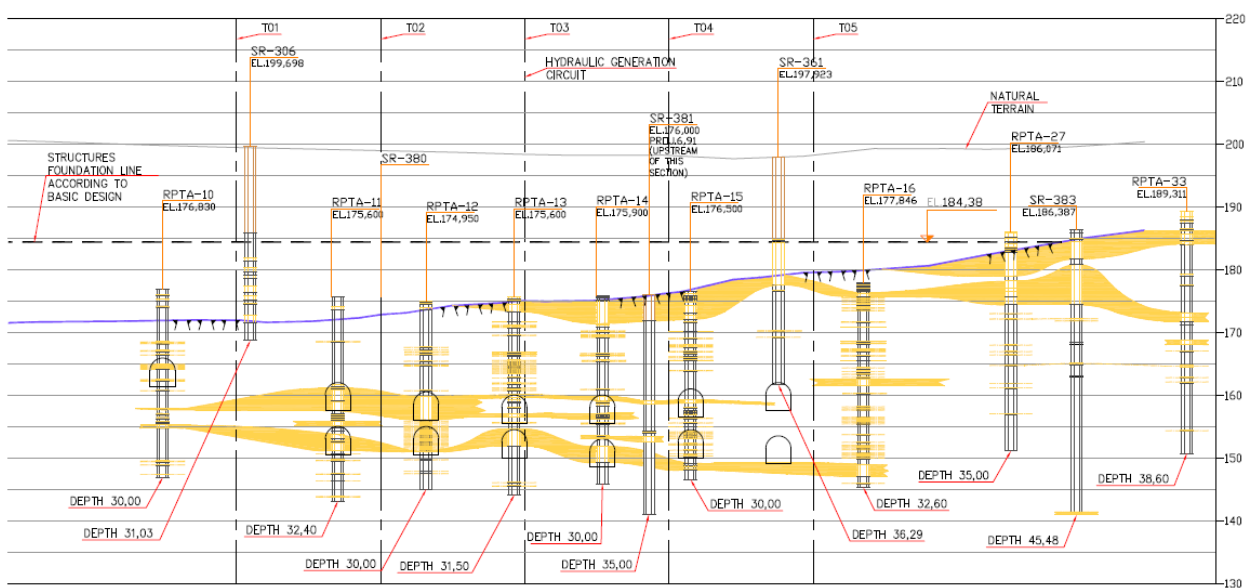 T01
T02
T03
T04
T05
220
SR-306
EL.199,698
HYDRAULIC GENERATION
CIRCUIT
SR-361
EL.197,923
210
NATURAL
TERRAIN
SR-381
EL.176,000
(UPSTREAM
OF THIS
SECTION)
RPTA-27
EL.186,071
200
STRUCTURES
FOUNDATION LINE
ACCORDING TO
BASIC DESIGN
SR-380
RPTA-10
EL.176,830
RPTA-11
EL.175,600
RPTA-12
EL.174,950
RPTA-13
EL.175,600
RPTA-14
EL.175,900
RPTA-15
EL.176,500
RPTA-16
EL.177,846
EL.184,38
SR-383
EL.186,387
RPTA-33
EL.189,311
190
180
170
160
150
DEPTH 30,00
DEPTH 31,03
DEPTH 32,40
DEPTH 30,00
DEPTH 31,50
DEPTH 30,00
DEPTH 35,00
DEPTH 30,00
DEPTH 36,29
DEPTH 32,60
DEPTH 35,00
DEPTH 45,48
DEPTH 38,60
140
130